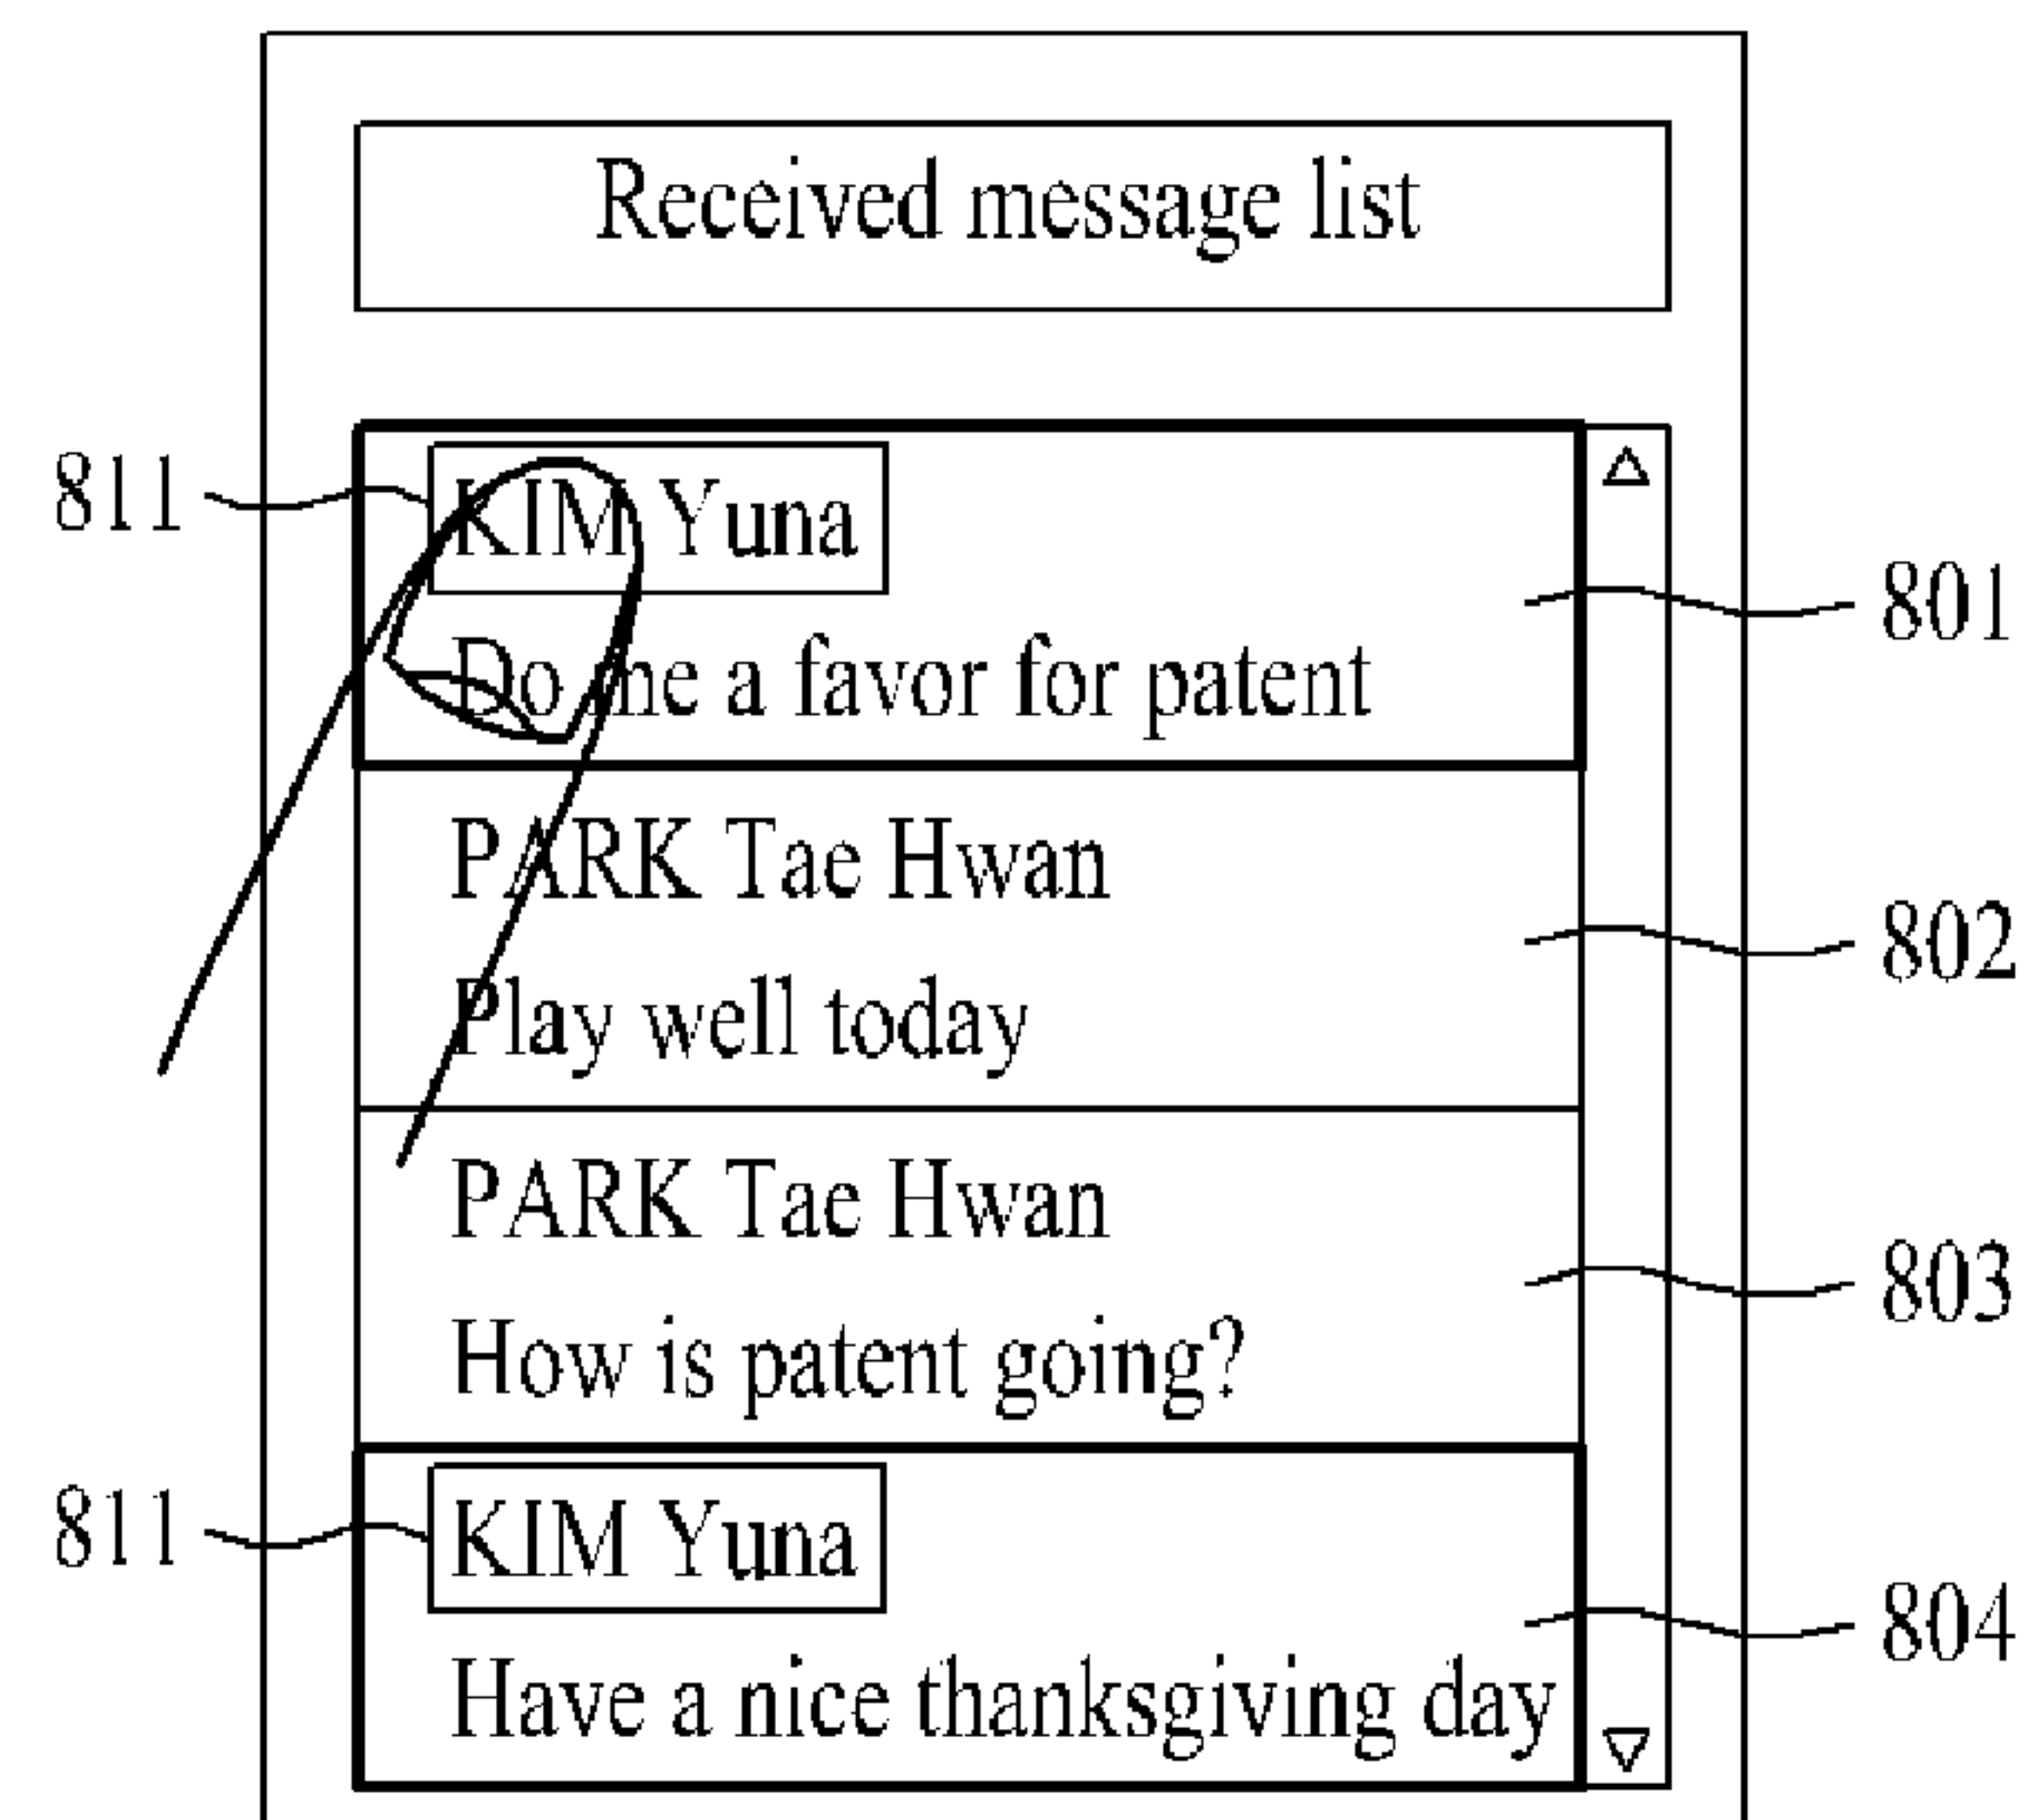 Received message list
811
KIM Yuna
801
Do me a favor for patent
PARK Tae Hwan
802
Play well today
PARK Tae Hwan
803
How is patent going?
811
KIM Yuna
804
Have a nice thanksgiving day